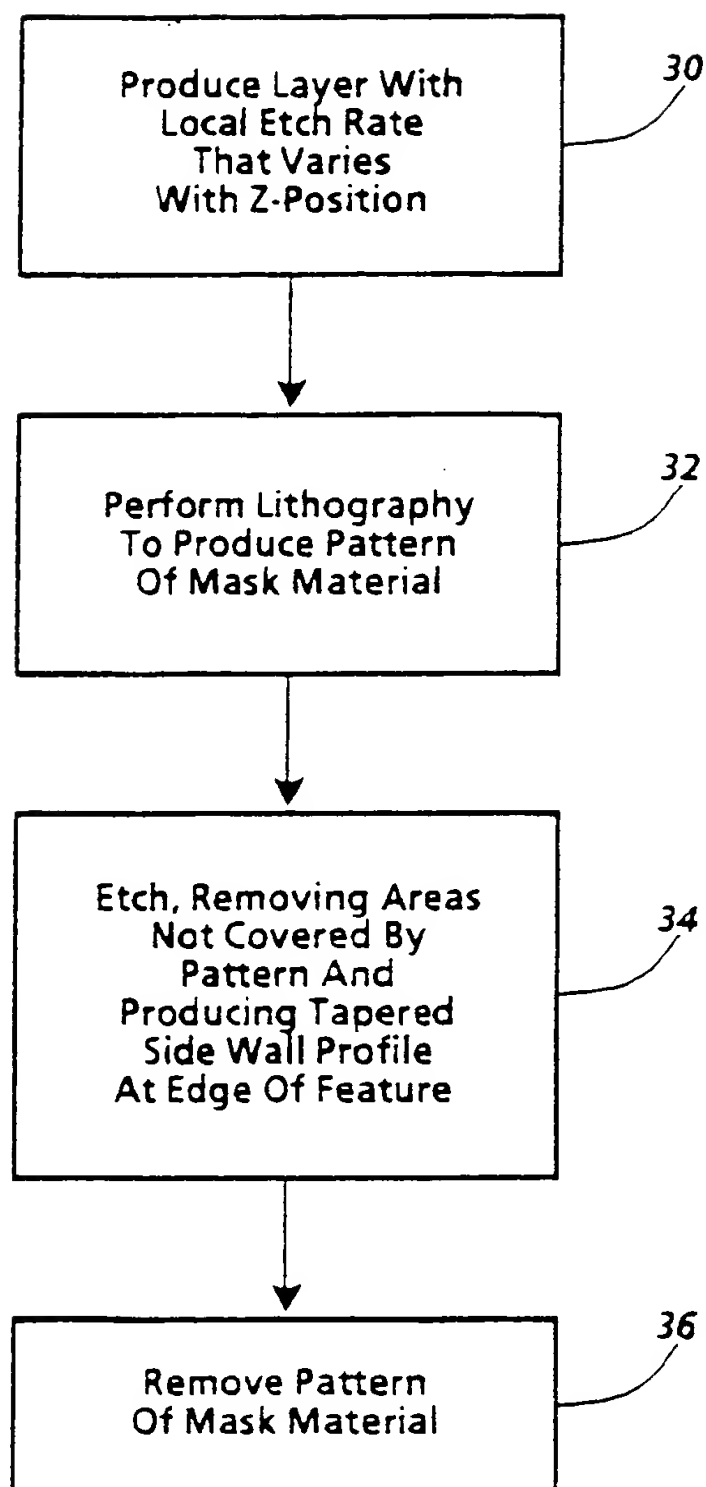 Produce Layer With
Local Etch Rate
That Varies
With Z-Position
30
Perform Lithography
To Produce Pattern
Of Mask Material
32
Etch, Removing Areas
Not Covered By
Pattern And
Producing Tapered
Side Wall Profile
At Edge Of Feature
34
Remove Pattern
Of Mask Material
36